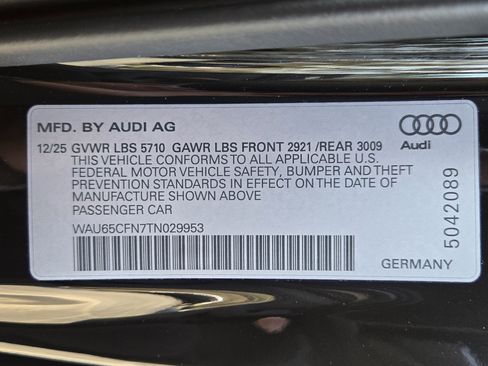 MFD. BY AUDI AG
12/25 GVWR LBS 5710 GAWR LBS FRONT 2921 /REAR 3009
THIS VEHICLE CONFORMS TO ALL APPLICABLE U.S.
FEDERAL MOTOR VEHICLE SAFETY, BUMPER AND THEFT
PREVENTION STANDARDS IN EFFECT ON THE DATE OF
MANUFACTURE SHOWN ABOVE
PASSENGER CAR
WAU65CFN7TN029953
Audi
5042089
GERMANY